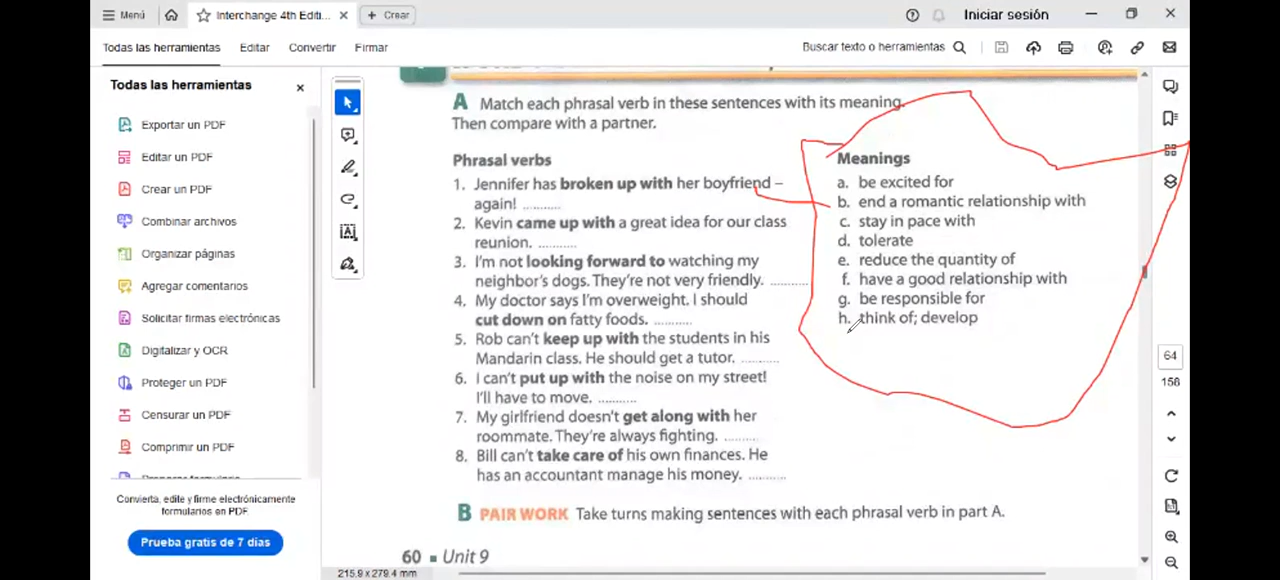 Menú
Interchange 4th Editi...
Crear
Iniciar sesión
Todas las herramientas
Editar
Convertir
Firmar
Buscar texto o herramientas
Todas las herramientas
Exportar un PDF
Editar un PDF
Crear un PDF
Combinar archivos
Organizar páginas
Agregar comentarios
Solicitar firmas electrónicas
Digitalizar y OCR
Proteger un PDF
Censurar un PDF
Comprimir un PDF
Convierta, edite y firme electrónicamente
formularios en PDF
Prueba gratis de 7 días
A Match each phrasal verb in these sentences with its meaning.
Then compare with a partner.
Phrasal verbs
1. Jennifer has broken up with her boyfriend –
again! ...........
2. Kevin came up with a great idea for our class
reunion. ...........
3. I'm not looking forward to watching my
neighbor's dogs. They're not very friendly. ...........
4. My doctor says I'm overweight. I should
cut down on fatty foods. ...........
5. Rob can't keep up with the students in his
Mandarin class. He should get a tutor. ...........
6. I can't put up with the noise on my street!
I'll have to move. ...........
7. My girlfriend doesn't get along with her
roommate. They're always fighting. ...........
8. Bill can't take care of his own finances. He
has an accountant manage his money. ...........
Meanings
a. be excited for
b. end a romantic relationship with
c. stay in pace with
d. tolerate
e. reduce the quantity of
f. have a good relationship with
g. be responsible for
h. think of; develop
B PAIR WORK Take turns making sentences with each phrasal verb in part A.
60 ▪ Unit 9
215.9 x 279.4 mm
64
158